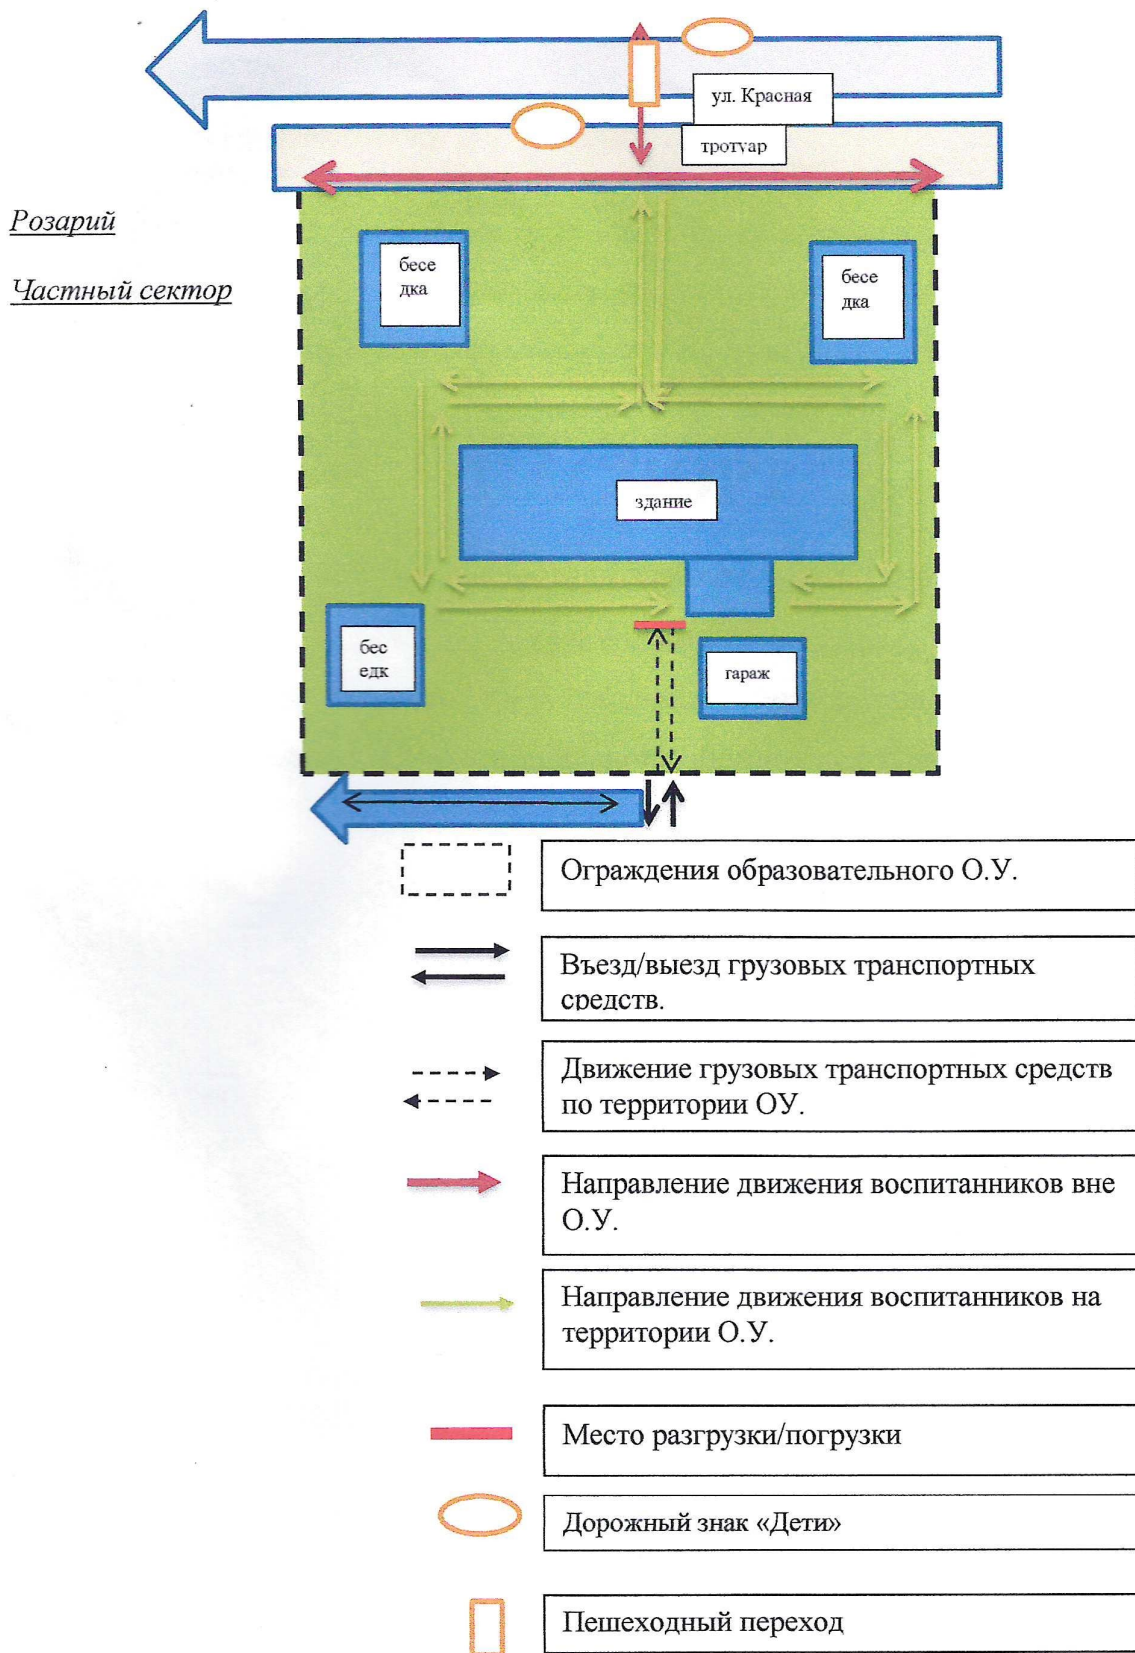 ул. Красная
тротуар
Розарий
Частный сектор
бесе
дка
бесе
дка
здание
бес
едк
гараж
Ограждения образовательного О.У.
Въезд/выезд грузовых транспортных
средств.
Движение грузовых транспортных средств
по территории ОУ.
Направление движения воспитанников вне
О.У.
Направление движения воспитанников на
территории О.У.
Место разгрузки/погрузки
Дорожный знак «Дети»
Пешеходный переход